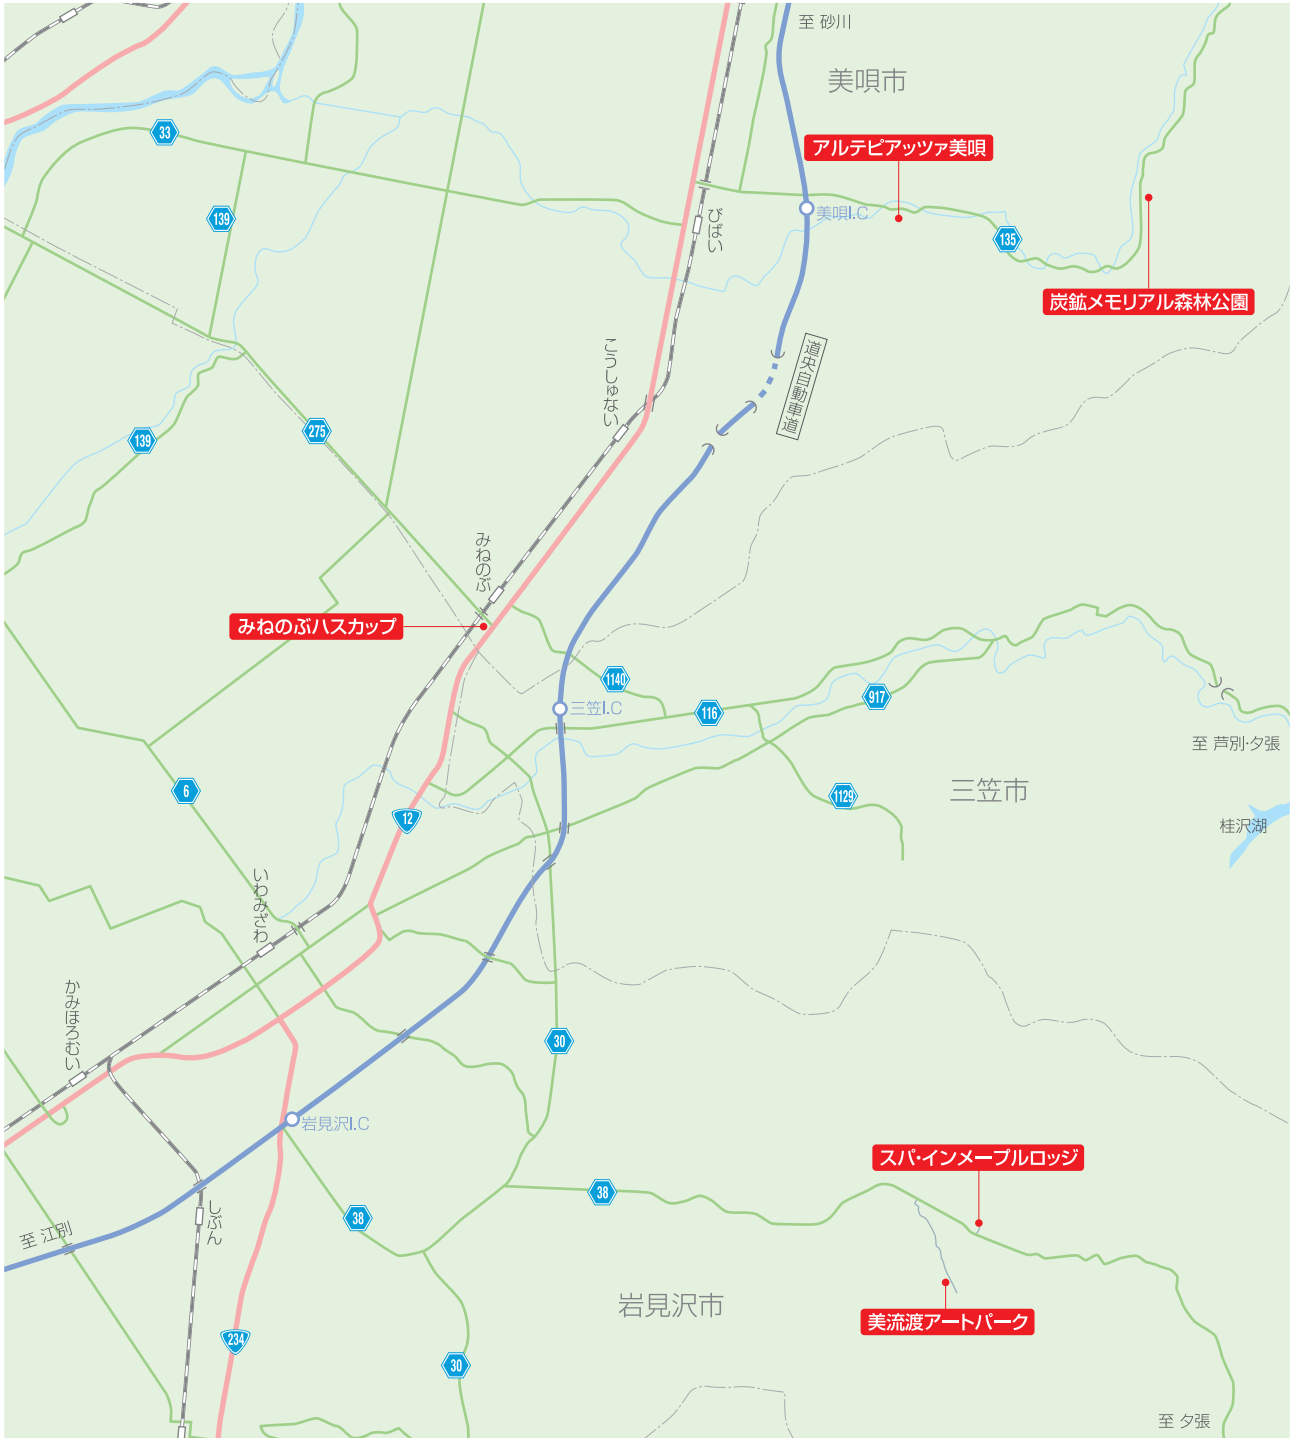 至 砂川
美唄市
33
アルテピアッツァ美唄
139
美唄I.C
びばい
135
炭鉱メモリアル森林公園
道央自動車道
こうしゅない
275
139
みねのぶ
みねのぶハスカップ
1140
917
三笠I.C
116
至 芦別・夕張
6
三笠市
1129
12
桂沢湖
いわみざわ
かみほろむい
30
岩見沢I.C
スパ・インメープルロッジ
38
38
しぶん
至 江別
岩見沢市
美流渡アートパーク
234
30
至 夕張